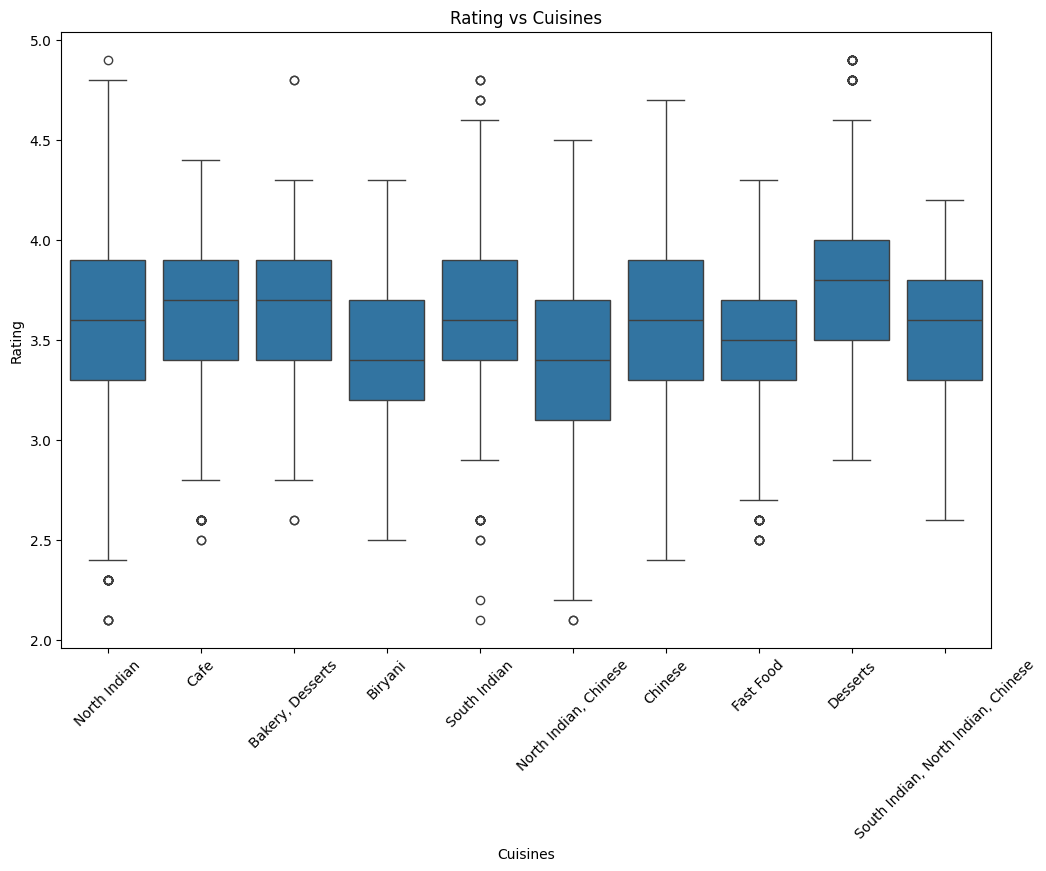 Rating vs Cuisines
5.0
4.5
4.0
3.5
3.0
2.5
2.0
Rating
North Indian
Cafe
Bakery, Desserts
Biryani
South Indian
North Indian, Chinese
Chinese
Fast Food
Desserts
South Indian, North Indian, Chinese
Cuisines